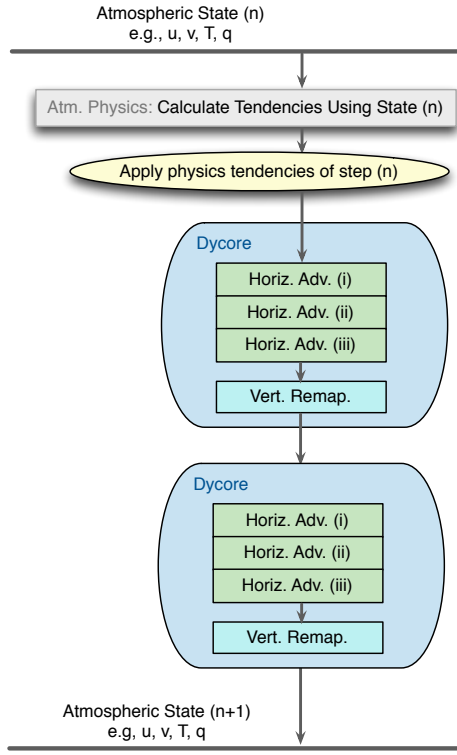 Atmospheric State (n)
e.g., u, v, T, q
Atm. Physics: Calculate Tendencies Using State (n)
Apply physics tendencies of step (n)
Dycore
Horiz. Adv. (i)
Horiz. Adv. (ii)
Horiz. Adv. (iii)
Vert. Remap.
Dycore
Horiz. Adv. (i)
Horiz. Adv. (ii)
Horiz. Adv. (iii)
Vert. Remap.
Atmospheric State (n+1)
e.g, u, v, T, q